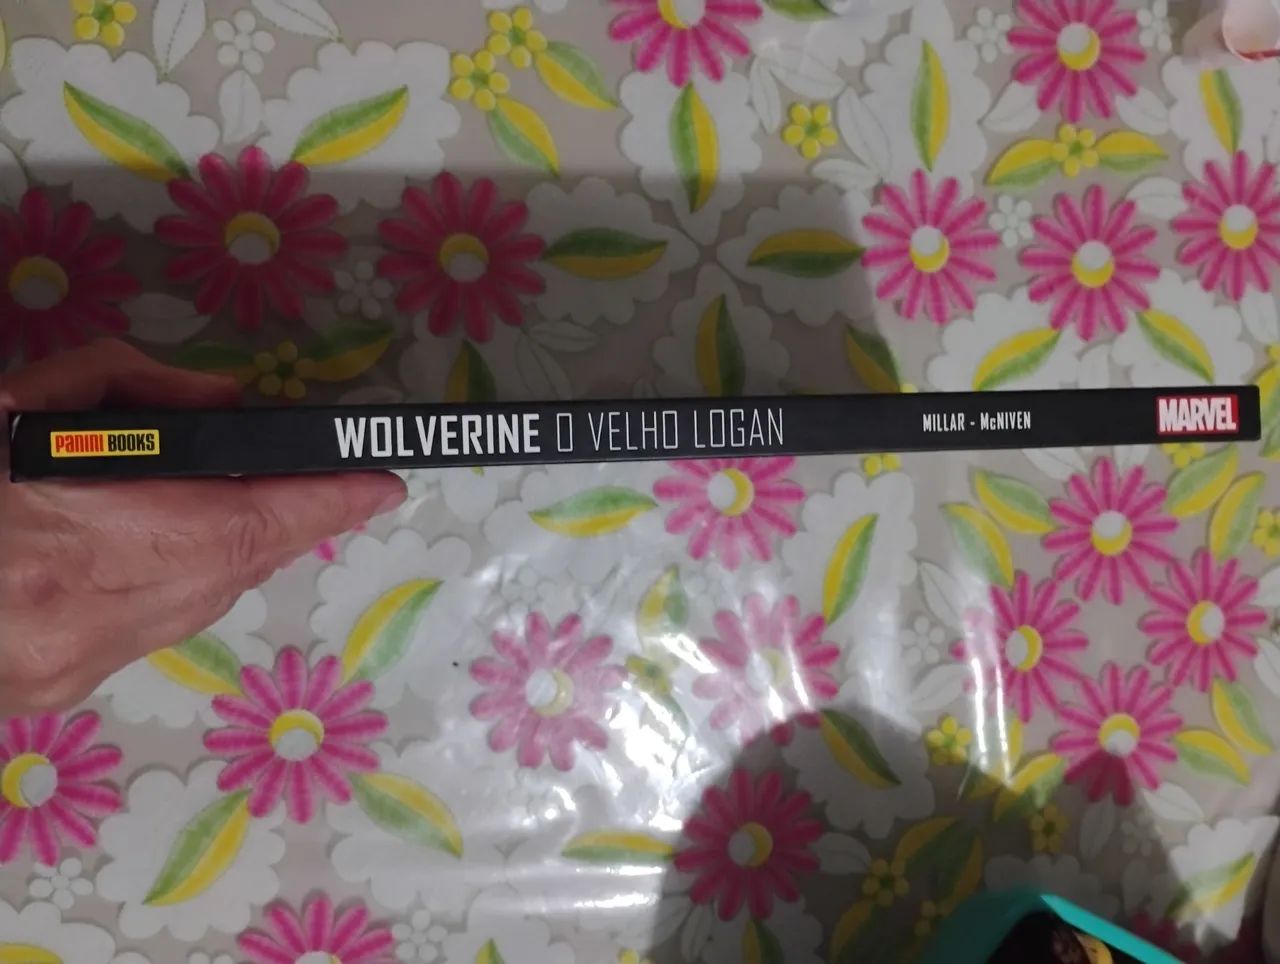 PANINI BOOKS WOLVERINE O VELHO LOGAN MILLAR - McNIVEN MARVEL